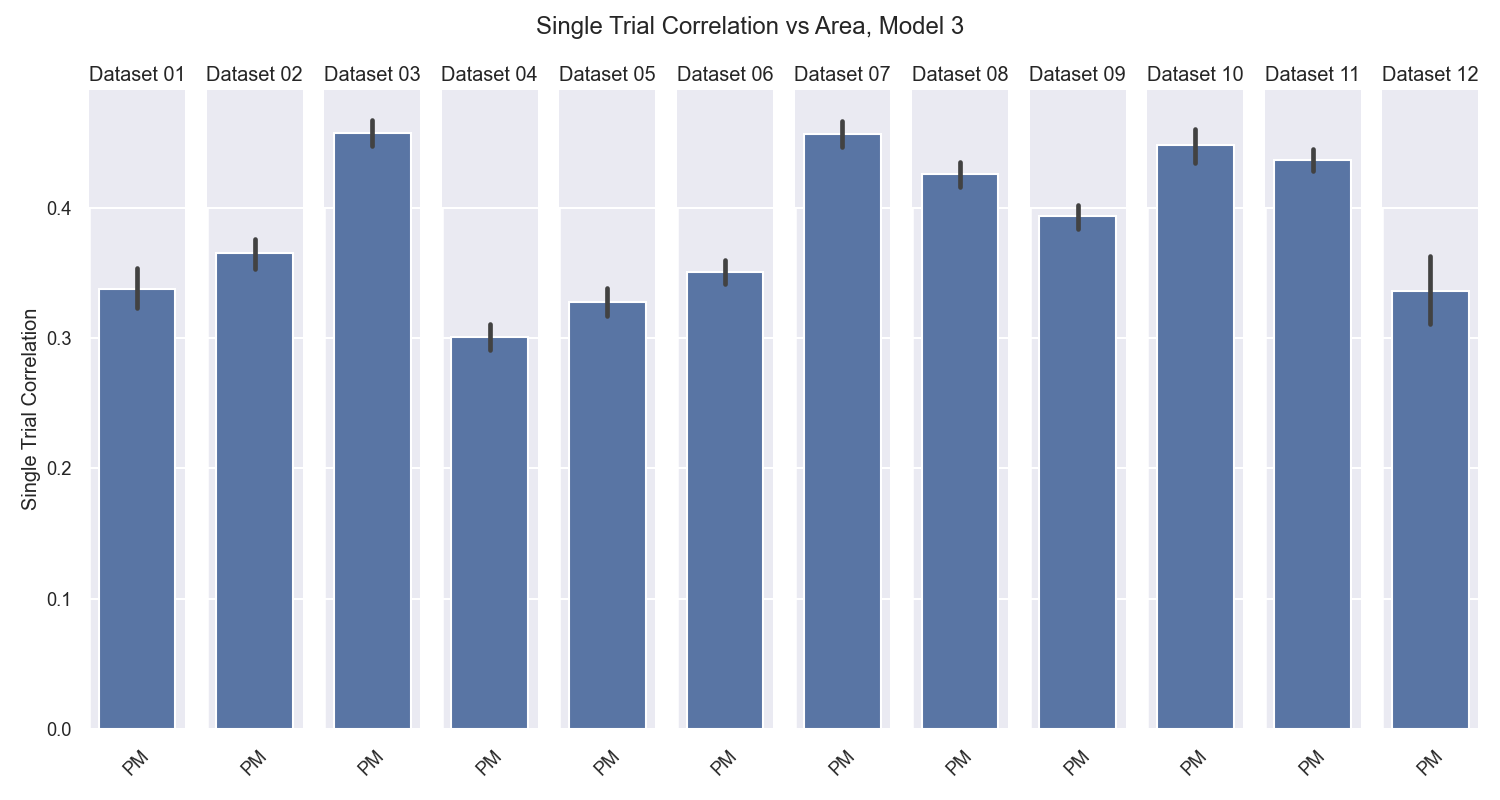 Single Trial Correlation vs Area, Model 3
Dataset 01 Dataset 02 Dataset 03 Dataset 04 Dataset 05 Dataset 06 Dataset 07 Dataset 08 Dataset 09 Dataset 10 Dataset 11 Dataset 12
Single Trial Correlation
0.4
0.3
0.2
0.1
0.0
PM PM PM PM PM PM PM PM PM PM PM PM